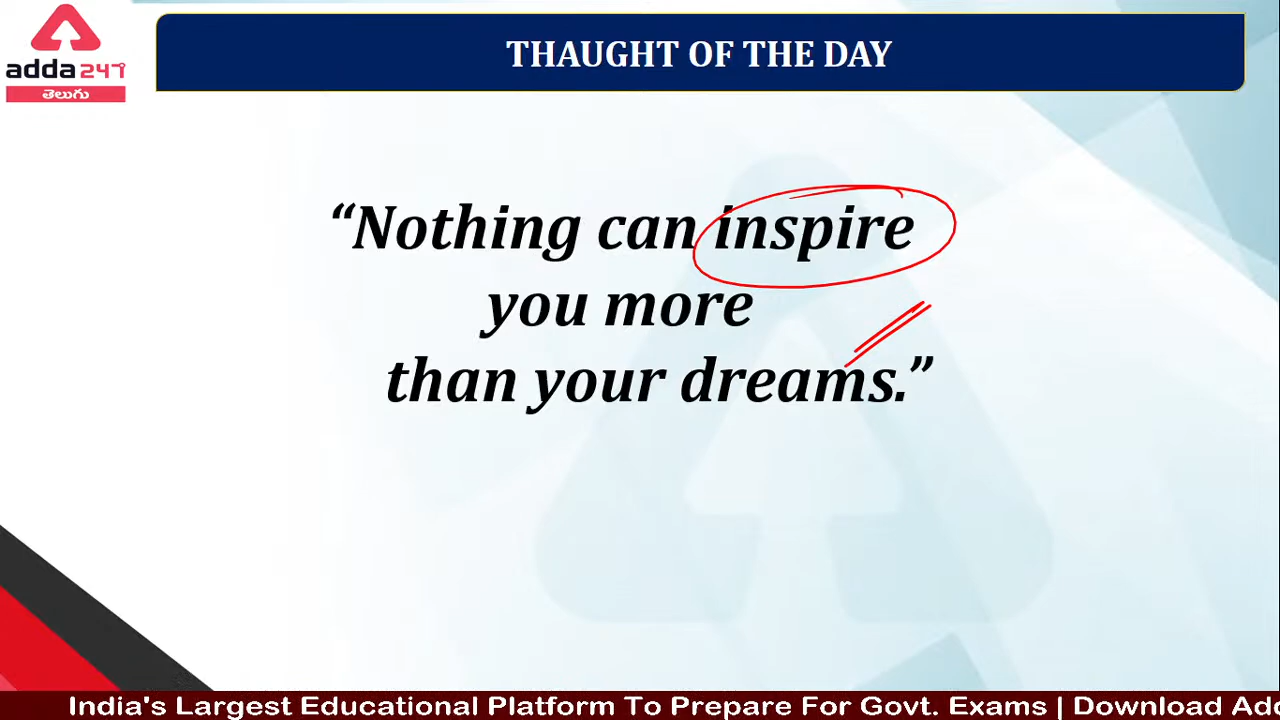 adda247
తెలుగు
THAUGHT OF THE DAY
“Nothing can inspire
you more
than your dreams.”
India's Largest Educational Platform To Prepare For Govt. Exams | Download Add